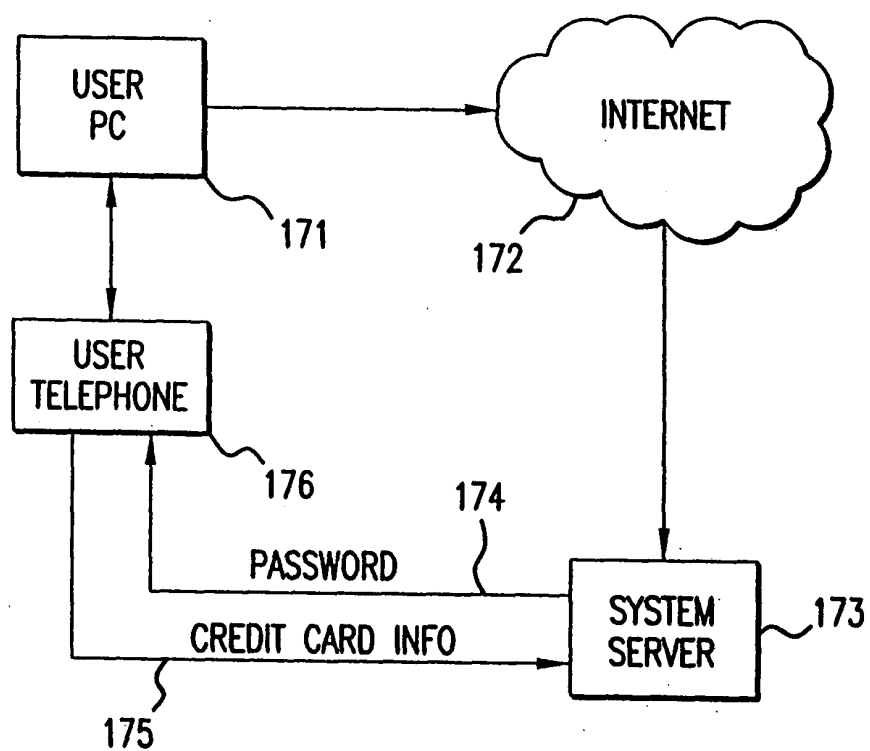 USER
PC
INTERNET
171
172
USER
TELEPHONE
176
174
PASSWORD
SYSTEM
SERVER
173
CREDIT CARD INFO
175